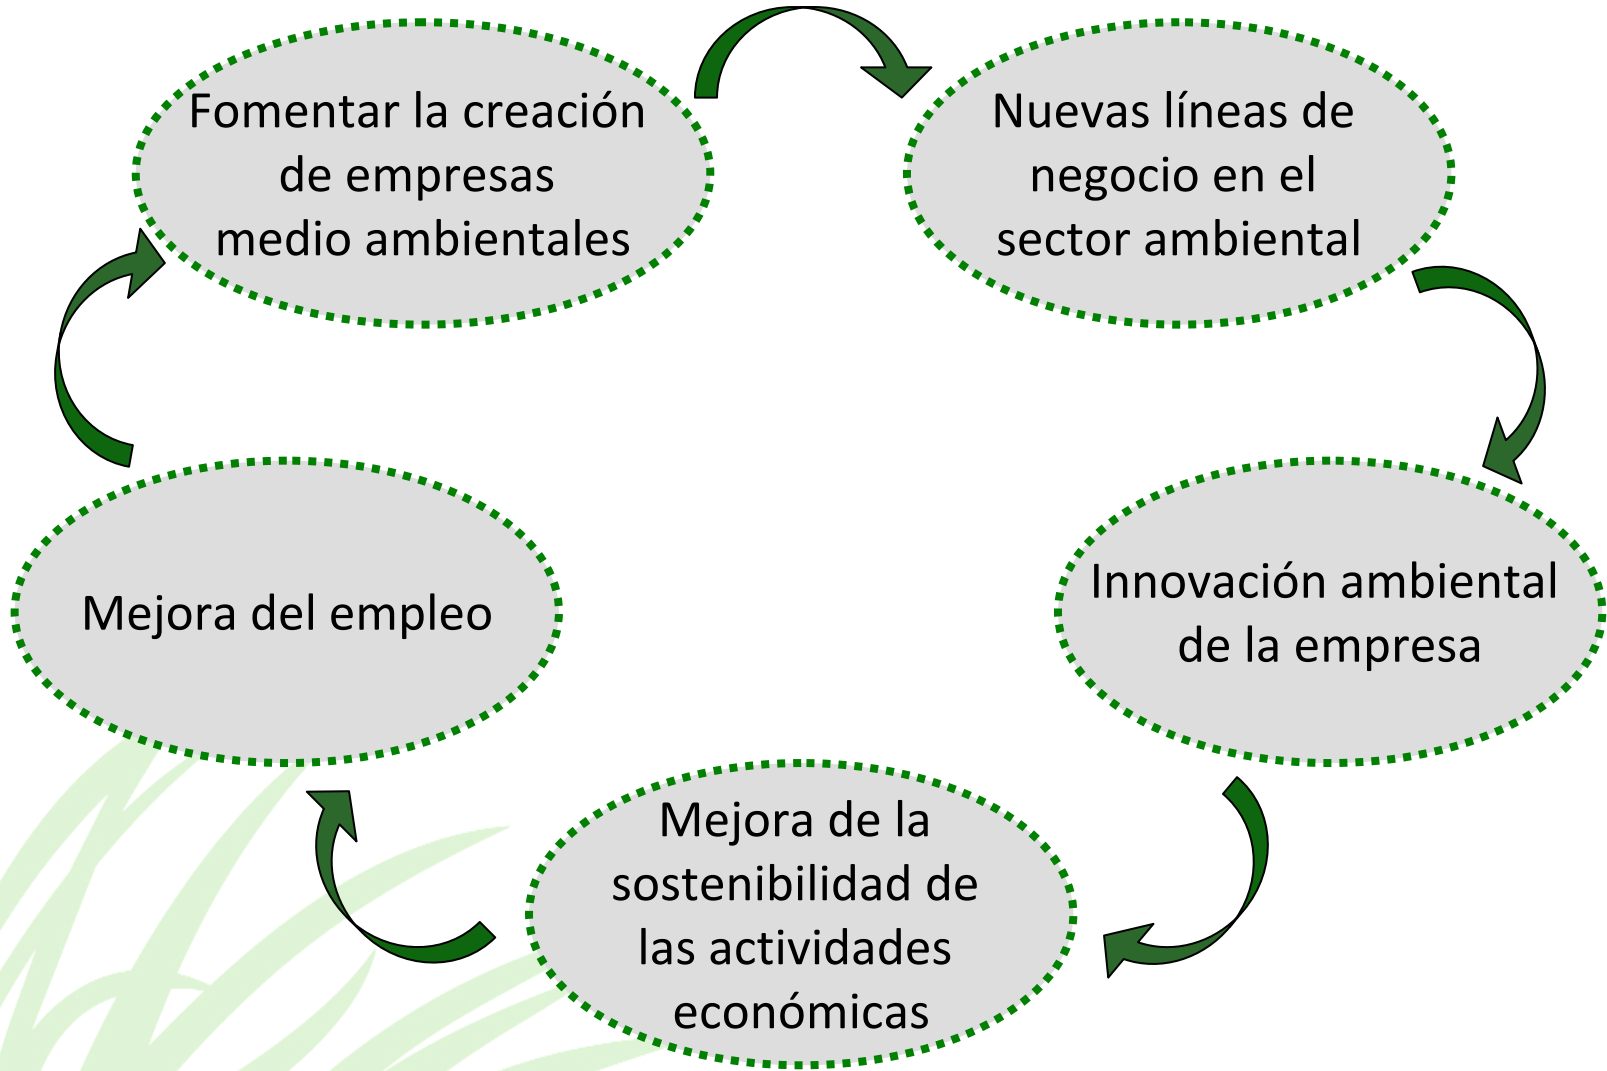 Fomentar la creación
de empresas
medio ambientales
Nuevas líneas de
negocio en el
sector ambiental
Innovación ambiental
de la empresa
Mejora de la
sostenibilidad de
las actividades
económicas
Mejora del empleo